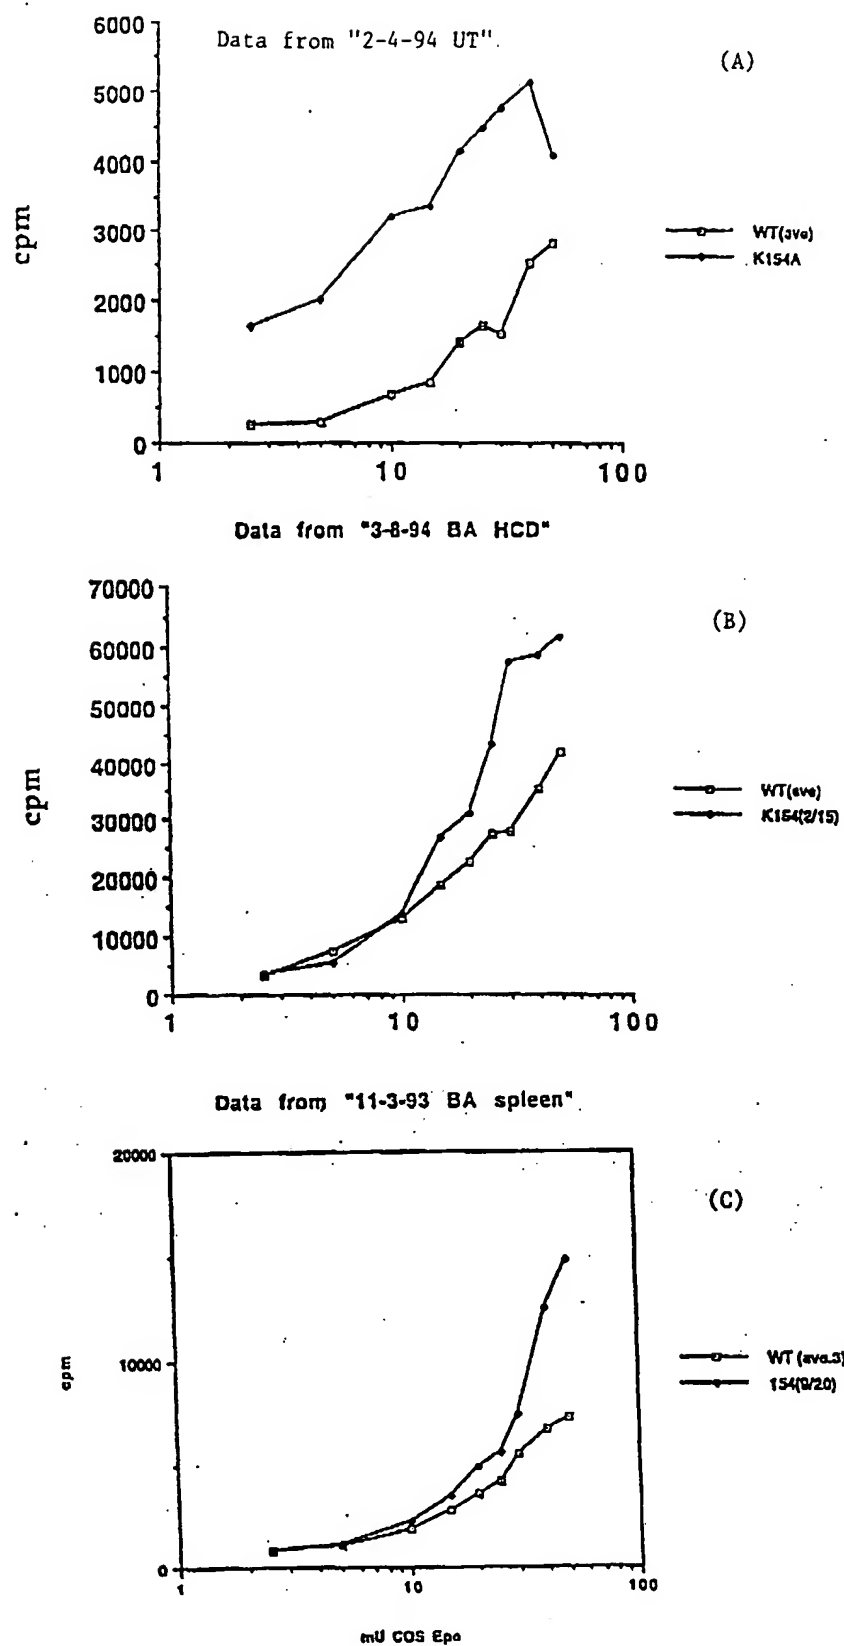 Data from "2-4-94 UT".
(A)
6000
5000
4000
3000
2000
1000
0
cpm
1 10 100
WT(ave)
K154A
Data from "3-8-94 BA HCD"
(B)
70000
60000
50000
40000
30000
20000
10000
0
cpm
1 10 100
WT(ave)
K154(2/15)
Data from "11-3-93 BA spleen"
(C)
20000
10000
0
cpm
1 10 100
WT (ave.3)
154(9/20)
mU COS Epo